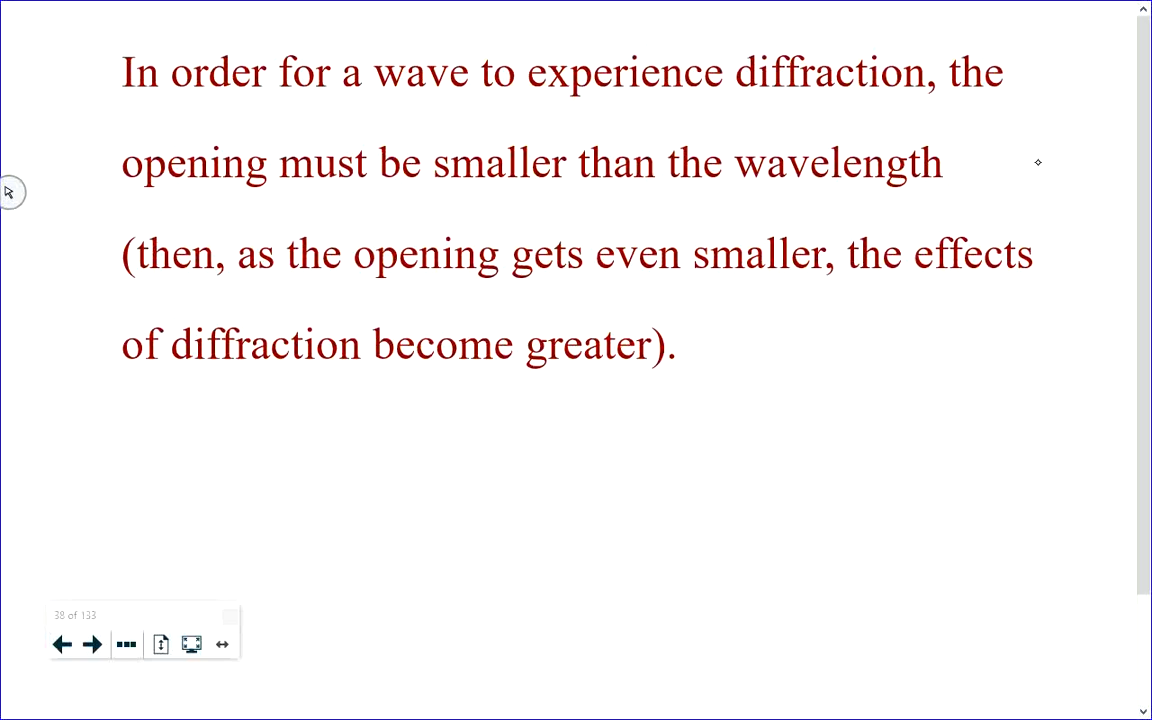 In order for a wave to experience diffraction, the
opening must be smaller than the wavelength
(then, as the opening gets even smaller, the effects
of diffraction become greater).
38 of 133